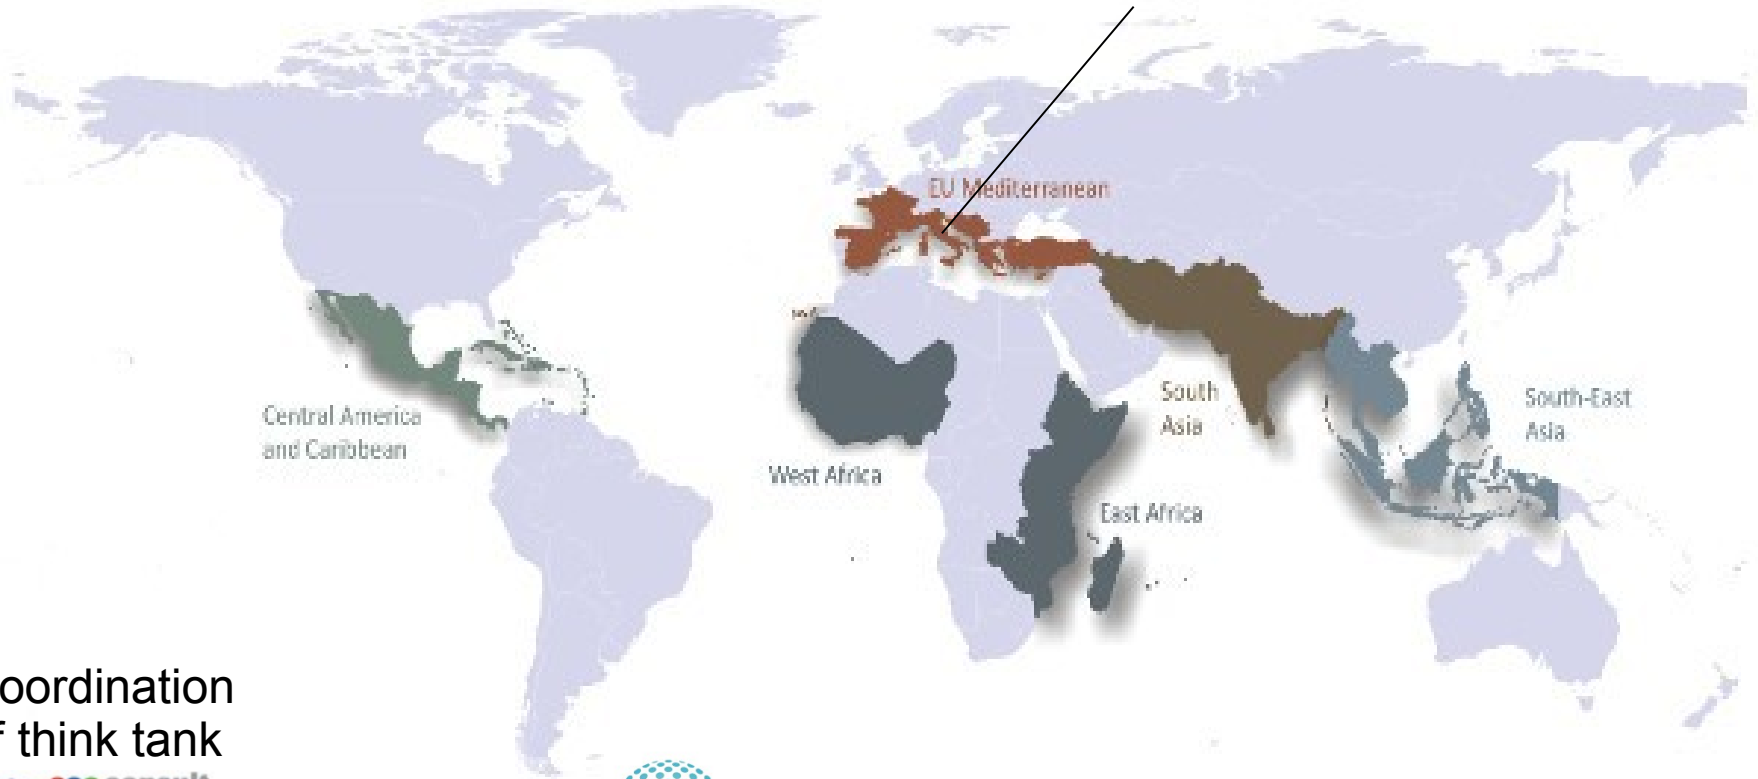 EU Mediterranean
Central America
and Caribbean
West Africa
South
Asia
South-East
Asia
East Africa
oordination
f think tank